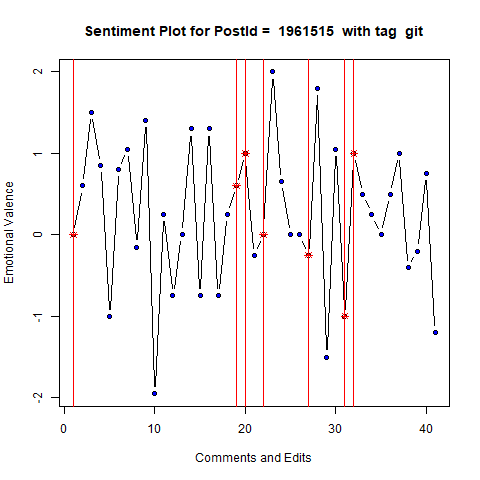 Sentiment Plot for PostId =  1961515  with tag  git
Emotional Valence
2
1
0
-1
-2
0 10 20 30 40
Comments and Edits